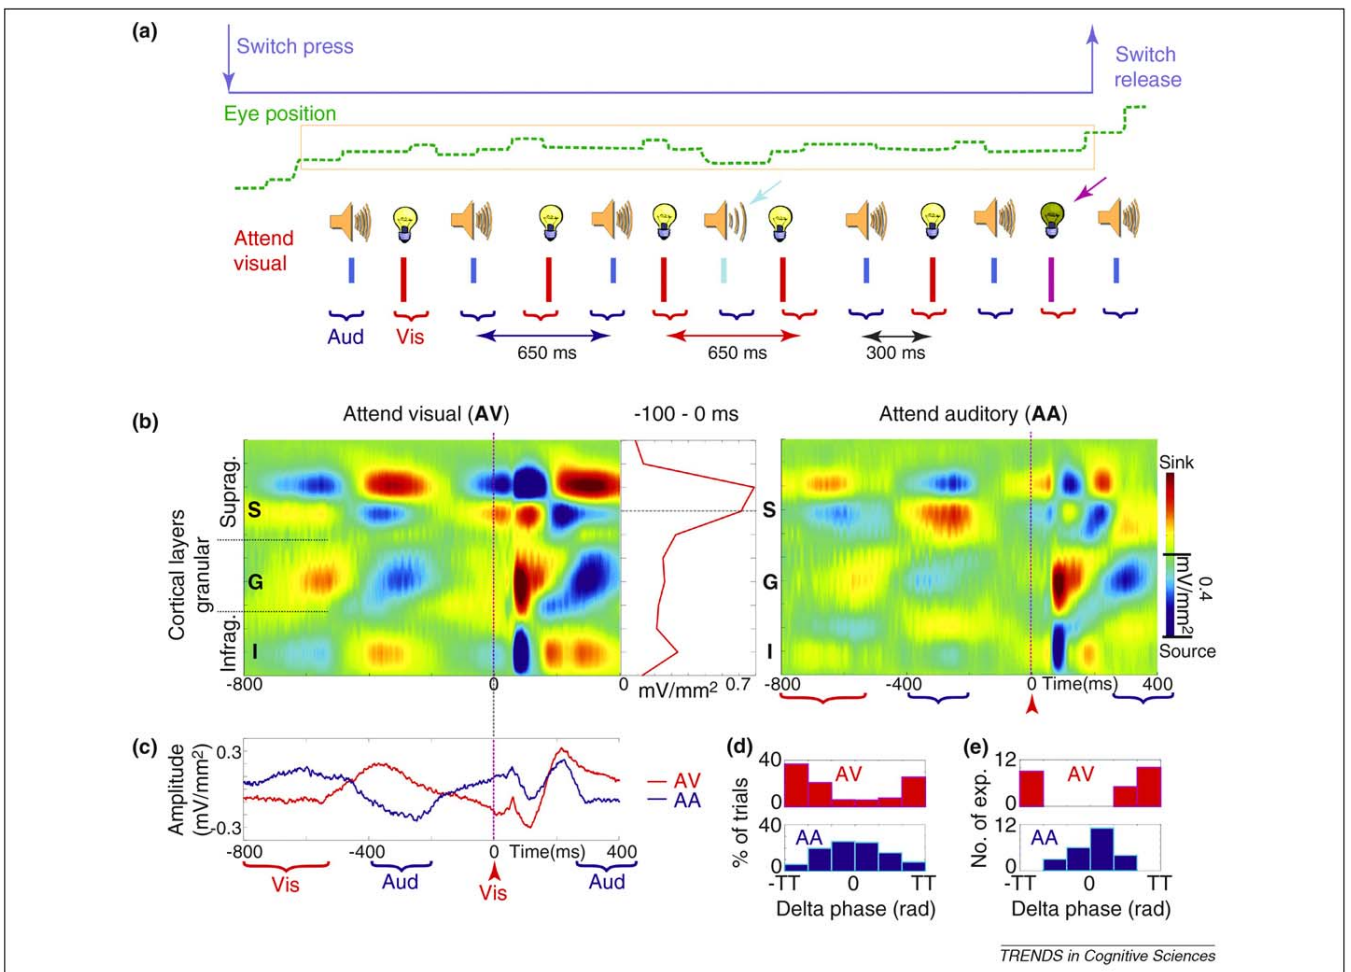 (a)
Switch press
Switch
release
Eye position
Attend
visual
Aud
Vis
650 ms
650 ms
300 ms
(b)
Attend visual (AV)
-100 - 0 ms
Attend auditory (AA)
Cortical layers
Suprag.
granular
Infrag.
S
G
I
-800
0
0
mV/mm²
0.7
S
G
I
-800
-400
0
Time(ms)
400
Sink
0.4
mV/mm²
Source
(c)
Amplitude
(mV/mm²)
0.3
-0.3
-800
-400
0
Time(ms)
400
AV
AA
Vis
Aud
Vis
Aud
(d)
% of trials
40
0
AV
40
0
AA
-TT
0
TT
Delta phase (rad)
(e)
No. of exp.
12
0
AV
12
0
AA
-TT
0
TT
Delta phase (rad)
TRENDS in Cognitive Sciences